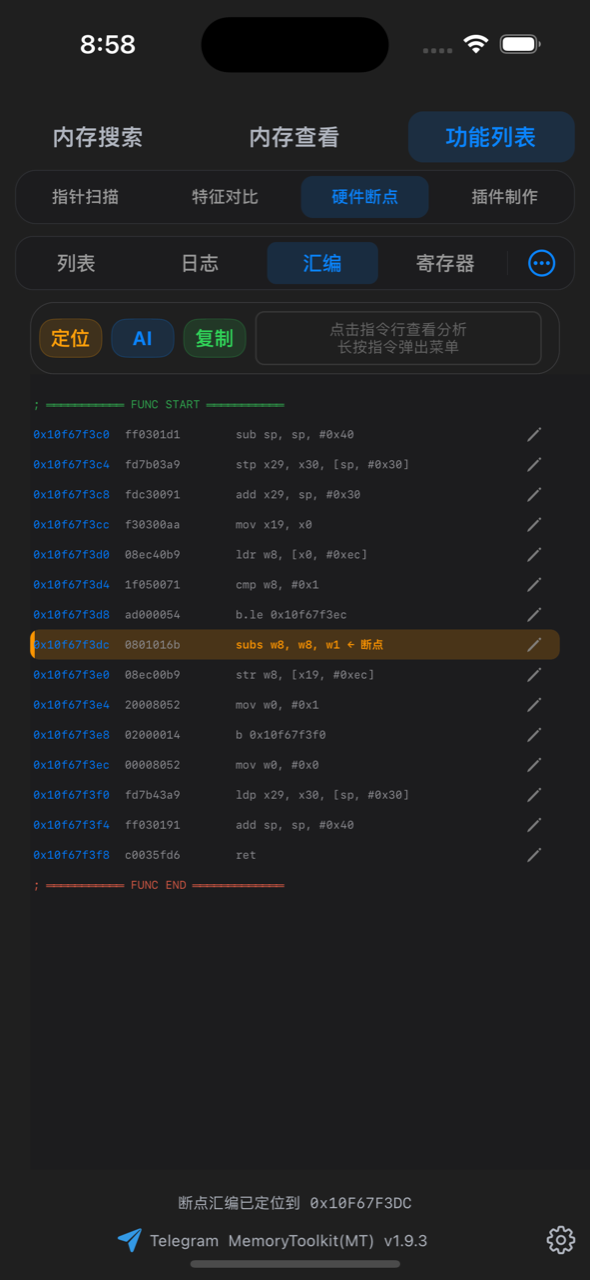 8:58
内存搜索 内存查看 功能列表
指针扫描 特征对比 硬件断点 插件制作
列表 日志 汇编 寄存器
定位 AI 复制 点击指令行查看分析
长按指令弹出菜单
; ════════════ FUNC START ════════════
0x10f67f3c0 ff0301d1 sub sp, sp, #0x40
0x10f67f3c4 fd7b03a9 stp x29, x30, [sp, #0x30]
0x10f67f3c8 fdc30091 add x29, sp, #0x30
0x10f67f3cc f30300aa mov x19, x0
0x10f67f3d0 08ec40b9 ldr w8, [x0, #0xec]
0x10f67f3d4 1f050071 cmp w8, #0x1
0x10f67f3d8 ad000054 b.le 0x10f67f3ec
0x10f67f3dc 0801016b subs w8, w8, w1 ← 断点
0x10f67f3e0 08ec00b9 str w8, [x19, #0xec]
0x10f67f3e4 20008052 mov w0, #0x1
0x10f67f3e8 02000014 b 0x10f67f3f0
0x10f67f3ec 00008052 mov w0, #0x0
0x10f67f3f0 fd7b43a9 ldp x29, x30, [sp, #0x30]
0x10f67f3f4 ff030191 add sp, sp, #0x40
0x10f67f3f8 c0035fd6 ret
; ════════════ FUNC END ══════════════
断点汇编已定位到 0x10F67F3DC
Telegram MemoryToolkit(MT) v1.9.3